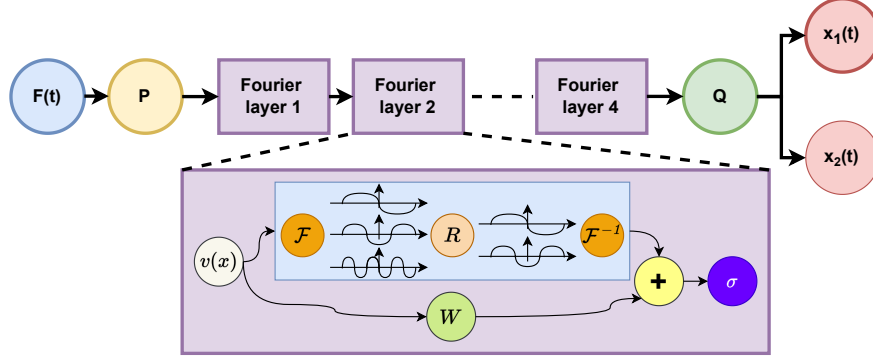 F(t)
P
Fourier
layer 1
Fourier
layer 2
Fourier
layer 4
Q
x₁(t)
x₂(t)
v(x)
ℱ
R
ℱ⁻¹
W
+
σ